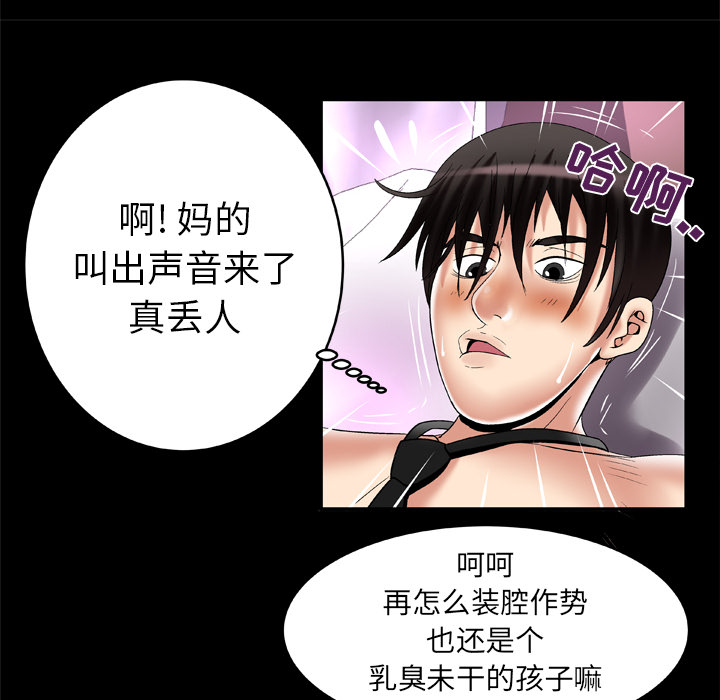 啊! 妈的
叫出声音来了
真丢人
哈啊..
呵呵
再怎么装腔作势
也还是个
乳臭未干的孩子嘛